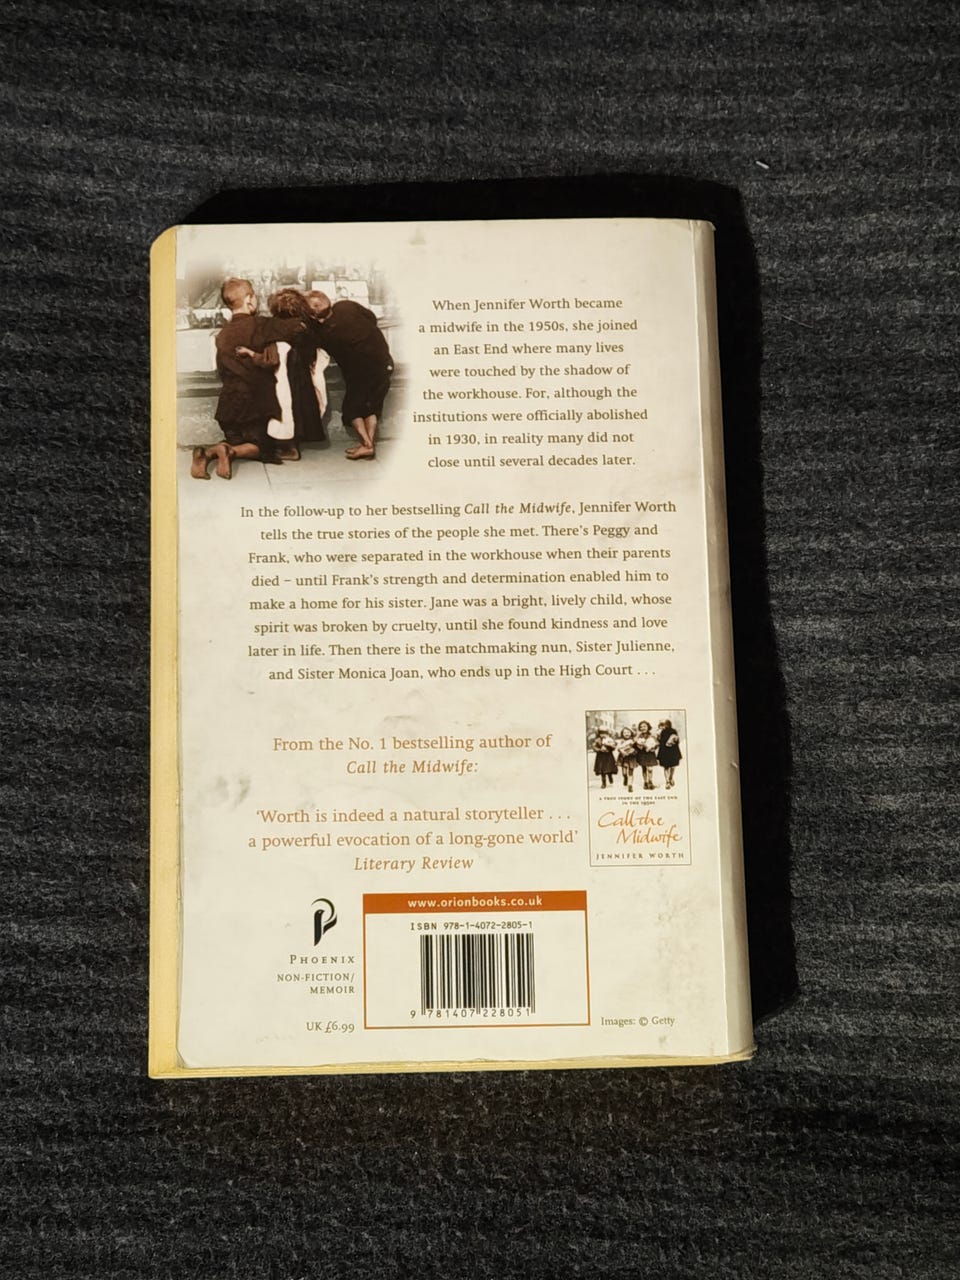 When Jennifer Worth became
a midwife in the 1950s, she joined
an East End where many lives
were touched by the shadow of
the workhouse. For, although the
institutions were officially abolished
in 1930, in reality many did not
close until several decades later.
In the follow-up to her bestselling Call the Midwife, Jennifer Worth
tells the true stories of the people she met. There's Peggy and
Frank, who were separated in the workhouse when their parents
died – until Frank's strength and determination enabled him to
make a home for his sister. Jane was a bright, lively child, whose
spirit was broken by cruelty, until she found kindness and love
later in life. Then there is the matchmaking nun, Sister Julienne,
and Sister Monica Joan, who ends up in the High Court . . .
From the No. 1 bestselling author of
Call the Midwife:
'Worth is indeed a natural storyteller . . .
a powerful evocation of a long-gone world'
Literary Review
A TRUE STORY OF THE EAST END
IN THE 1950S
Call the
Midwife
JENNIFER WORTH
PHOENIX
NON-FICTION/
MEMOIR
UK £6.99
www.orionbooks.co.uk
ISBN 978-1-4072-2805-1
9 781407 228051
Images: © Getty